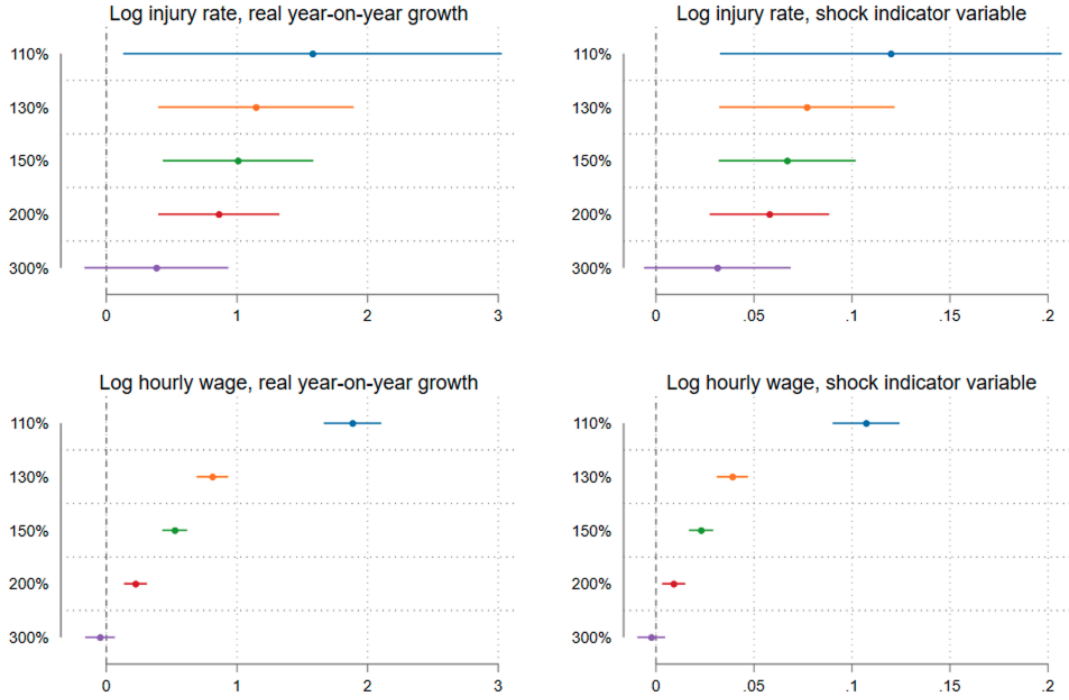 Log injury rate, real year-on-year growth
110%
130%
150%
200%
300%
0 1 2 3
Log injury rate, shock indicator variable
110%
130%
150%
200%
300%
0 .05 .1 .15 .2
Log hourly wage, real year-on-year growth
110%
130%
150%
200%
300%
0 1 2 3
Log hourly wage, shock indicator variable
110%
130%
150%
200%
300%
0 .05 .1 .15 .2